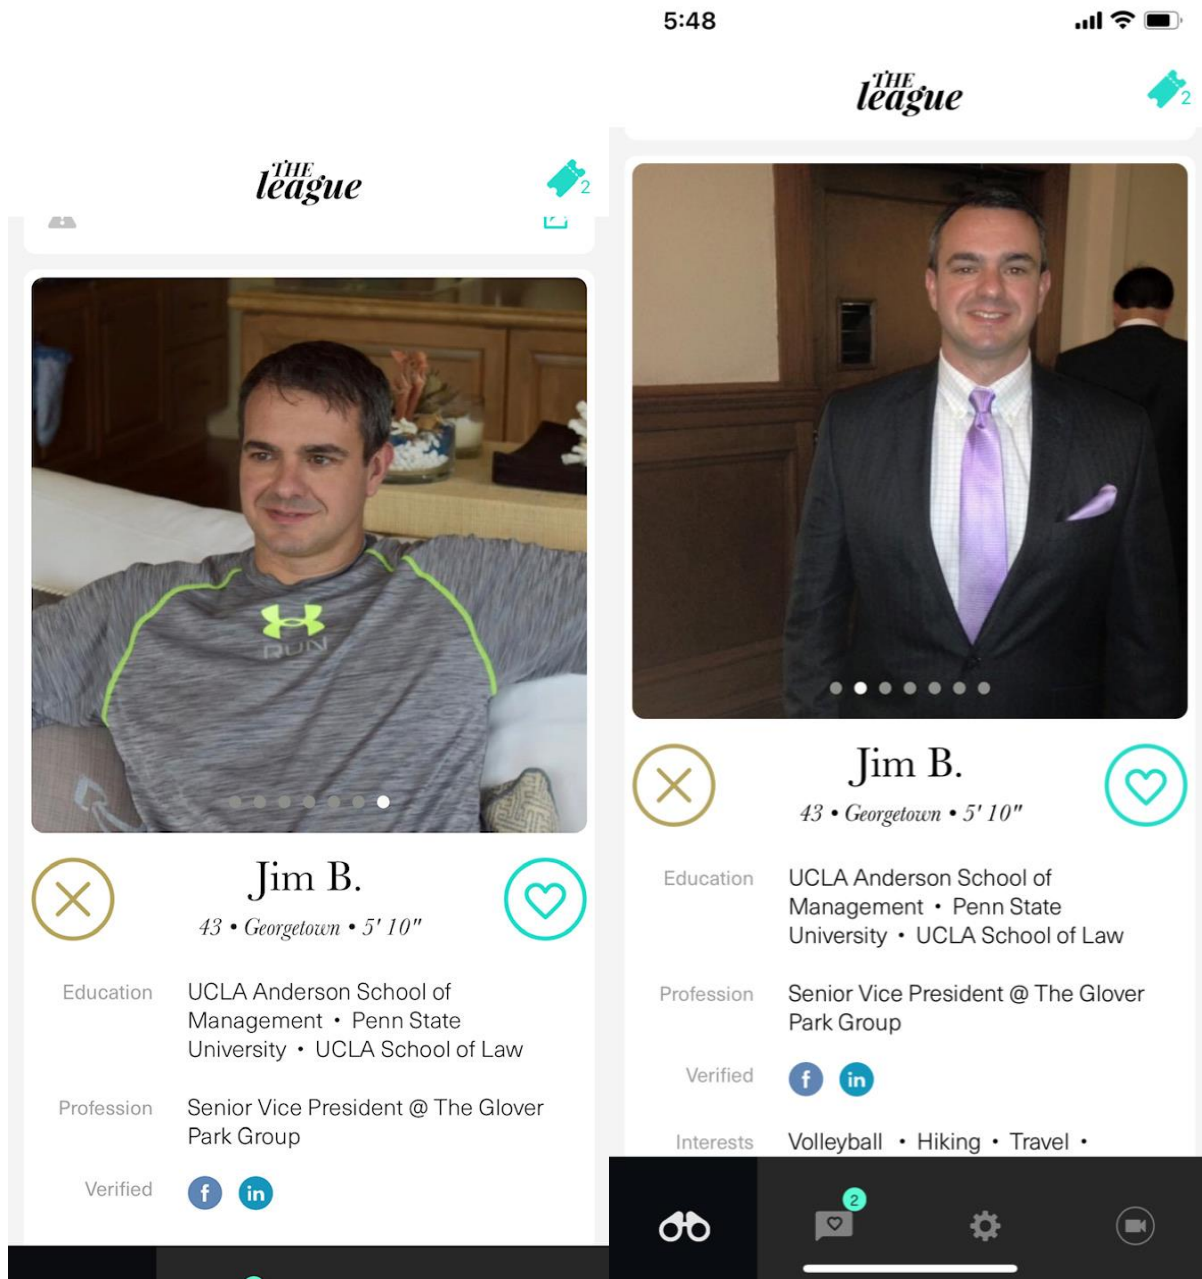 THE
league
2
RUN
Jim B.
43 • Georgetown • 5' 10"
Education
UCLA Anderson School of
Management • Penn State
University • UCLA School of Law
Profession
Senior Vice President @ The Glover
Park Group
Verified
f in
5:48
THE
league
2
Jim B.
43 • Georgetown • 5' 10"
Education
UCLA Anderson School of
Management • Penn State
University • UCLA School of Law
Profession
Senior Vice President @ The Glover
Park Group
Verified
f in
Interests
Volleyball • Hiking • Travel •
2